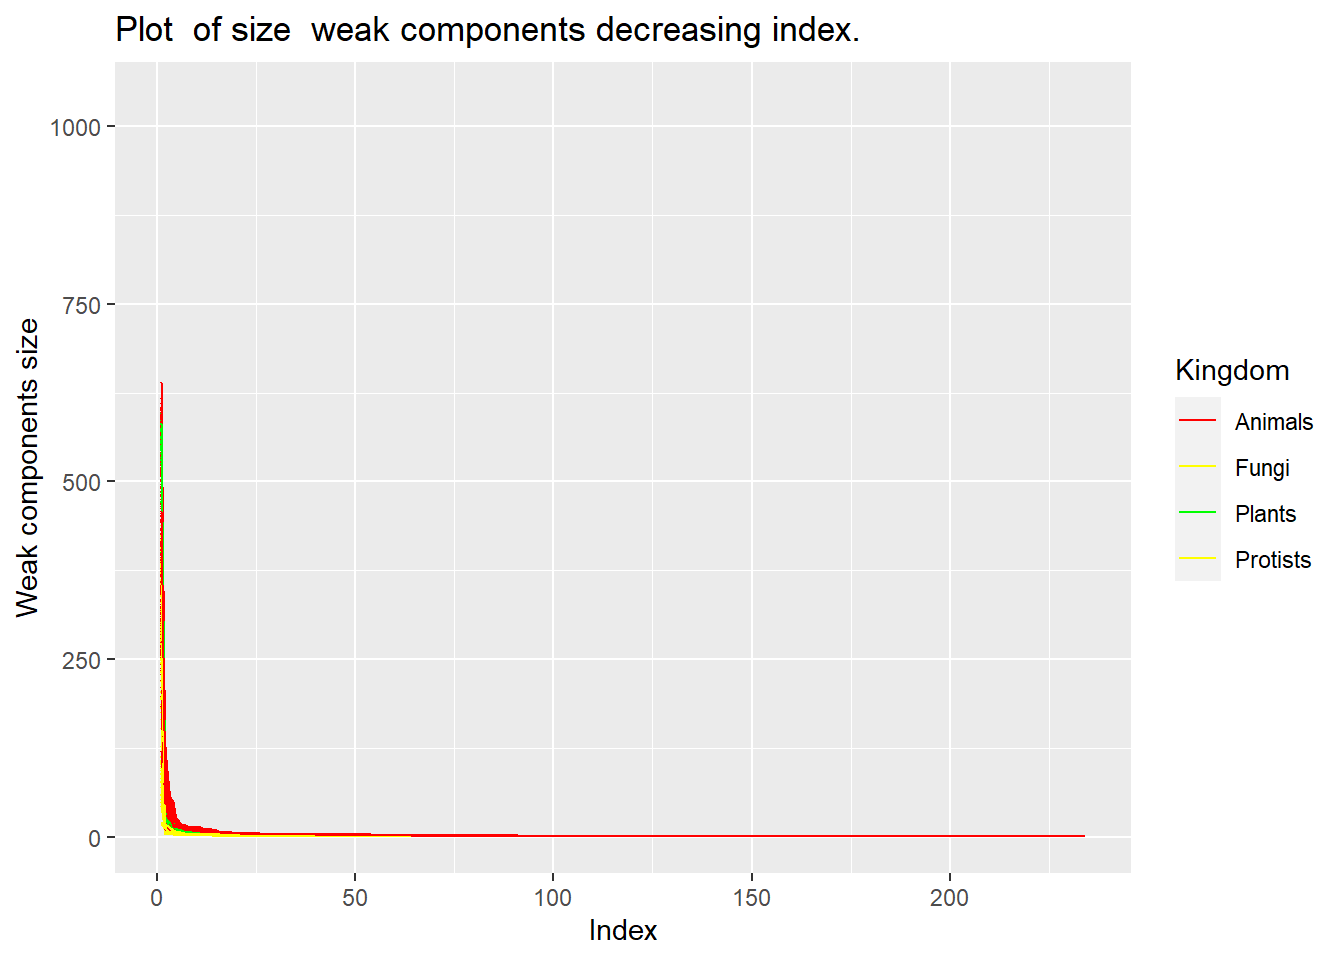 Plot  of size  weak components decreasing index.
1000
750
500
250
0
Weak components size
0 50 100 150 200
Index
Kingdom
Animals
Fungi
Plants
Protists